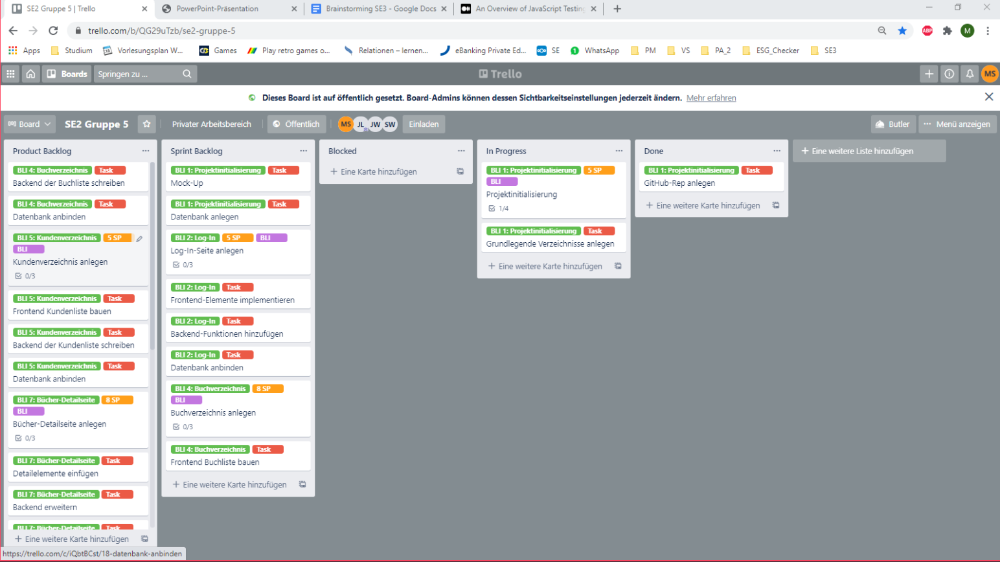 SE2 Gruppe 5 | Trello
PowerPoint-Präsentation
Brainstorming SE3 - Google Docs
An Overview of JavaScript Testing
trello.com/b/QG29uTzb/se2-gruppe-5
ABP
M
Apps
Studium
Vorlesungsplan W...
Games
Play retro games o...
Relationen – lernen...
eBanking Private Ed...
SE
1
WhatsApp
PM
VS
PA_2
ESG_Checker
SE3
Boards
Springen zu ...
Trello
MS
Dieses Board ist auf öffentlich gesetzt. Board-Admins können dessen Sichtbarkeitseinstellungen jederzeit ändern. Mehr erfahren
Board
SE2 Gruppe 5
Privater Arbeitsbereich
Öffentlich
MS
JL
JW
SW
Einladen
Butler
··· Menü anzeigen
Product Backlog
BLI 4: Buchverzeichnis Task
Backend der Buchliste schreiben
BLI 4: Buchverzeichnis Task
Datenbank anbinden
BLI 5: Kundenverzeichnis 5 SP
BLI
Kundenverzeichnis anlegen
0/3
BLI 5: Kundenverzeichnis Task
Frontend Kundenliste bauen
BLI 5: Kundenverzeichnis Task
Backend der Kundenliste schreiben
BLI 5: Kundenverzeichnis Task
Datenbank anbinden
BLI 7: Bücher-Detailseite 8 SP
BLI
Bücher-Detailseite anlegen
0/3
BLI 7: Bücher-Detailseite Task
Detailelemente einfügen
BLI 7: Bücher-Detailseite Task
Backend erweitern
BLI 7: Bücher-Detailseite Task
+ Eine weitere Karte hinzufügen
Sprint Backlog
BLI 1: Projektinitialisierung Task
Mock-Up
BLI 1: Projektinitialisierung Task
Datenbank anlegen
BLI 2: Log-In 5 SP BLI
Log-In-Seite anlegen
0/3
BLI 2: Log-In Task
Frontend-Elemente implementieren
BLI 2: Log-In Task
Backend-Funktionen hinzufügen
BLI 2: Log-In Task
Datenbank anbinden
BLI 4: Buchverzeichnis 8 SP
BLI
Buchverzeichnis anlegen
0/3
BLI 4: Buchverzeichnis Task
Frontend Buchliste bauen
+ Eine weitere Karte hinzufügen
Blocked
+ Eine Karte hinzufügen
In Progress
BLI 1: Projektinitialisierung 5 SP
BLI
Projektinitialisierung
1/4
BLI 1: Projektinitialisierung Task
Grundlegende Verzeichnisse anlegen
+ Eine weitere Karte hinzufügen
Done
BLI 1: Projektinitialisierung Task
GitHub-Rep anlegen
+ Eine weitere Karte hinzufügen
+ Eine weitere Liste hinzufügen
https://trello.com/c/iQbtBCst/18-datenbank-anbinden